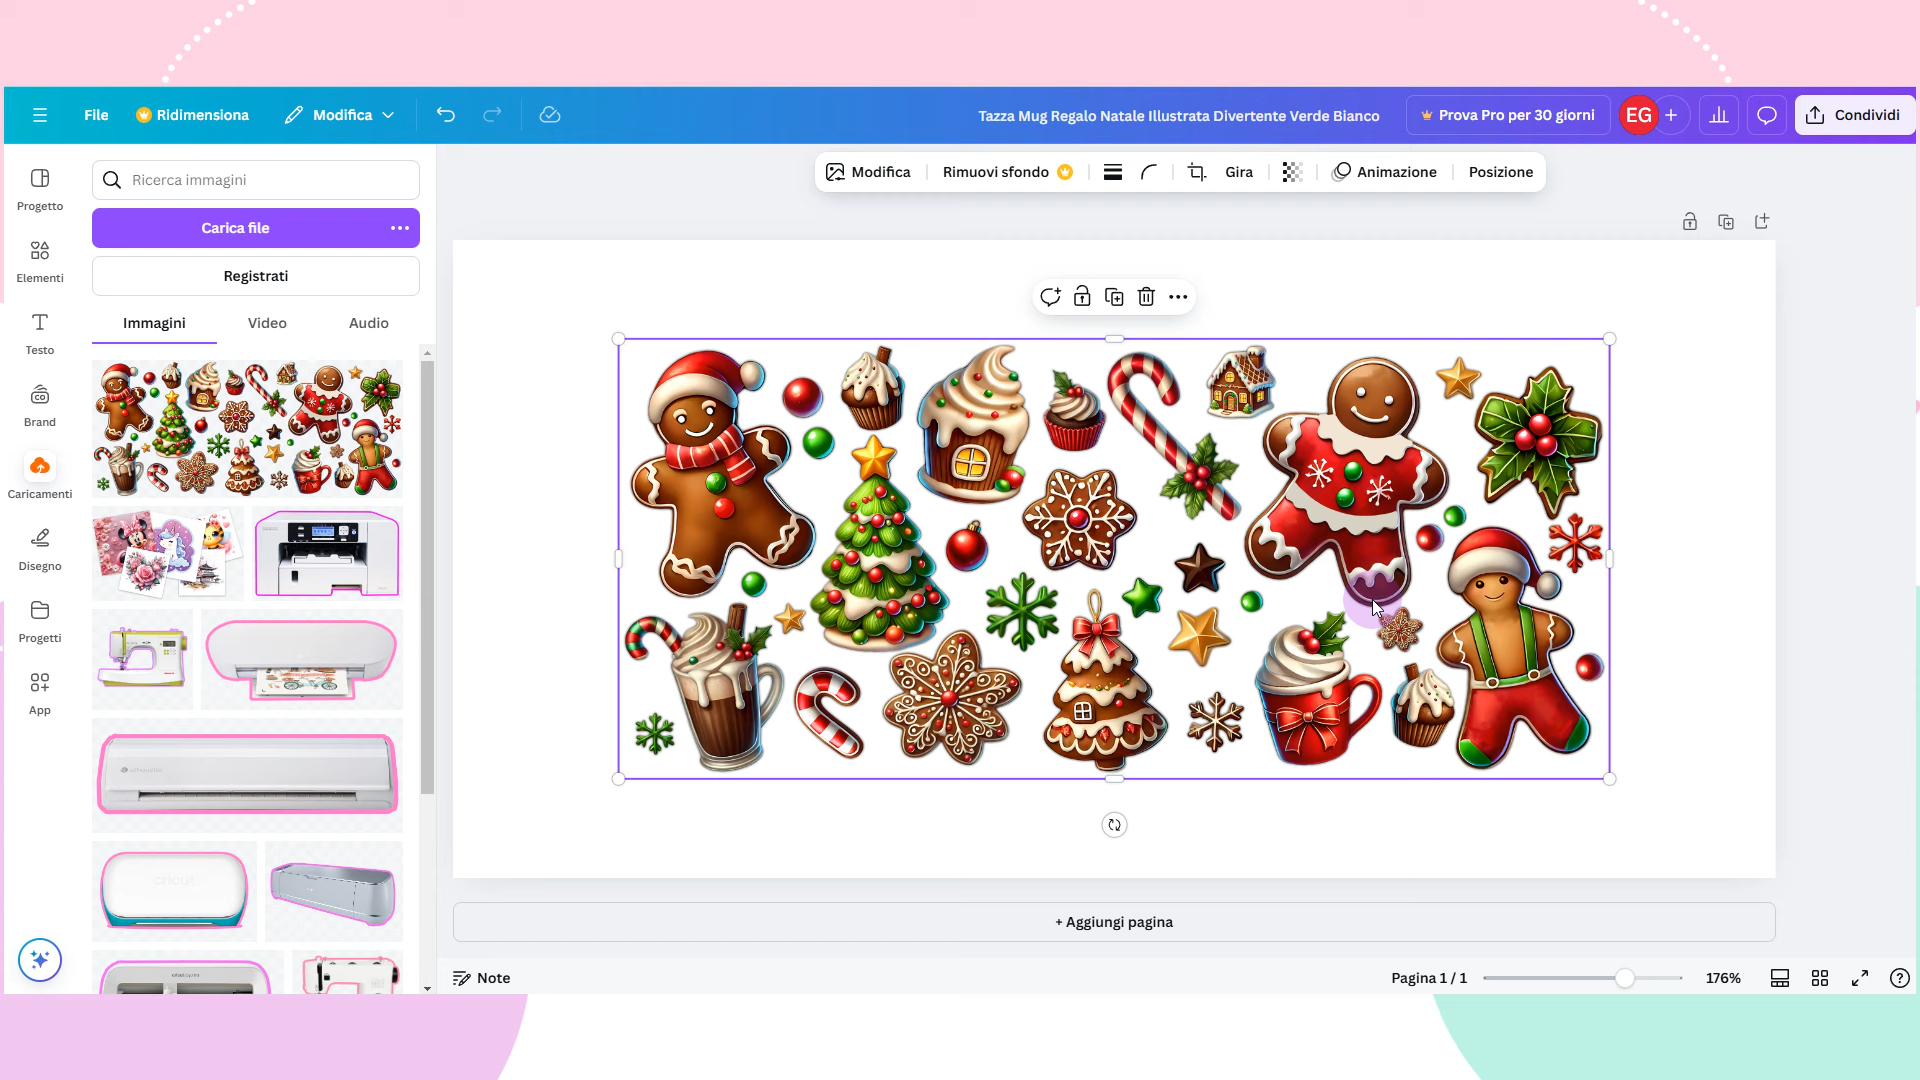 File
Ridimensiona
Modifica
Tazza Mug Regalo Natale Illustrata Divertente Verde Bianco
Prova Pro per 30 giorni
EG
Condividi
Progetto
Elementi
Testo
Brand
Caricamenti
Disegno
Progetti
App
Ricerca immagini
Carica file
Registrati
Immagini
Video
Audio
Modifica
Rimuovi sfondo
Gira
Animazione
Posizione
+ Aggiungi pagina
Note
Pagina 1 / 1
176%